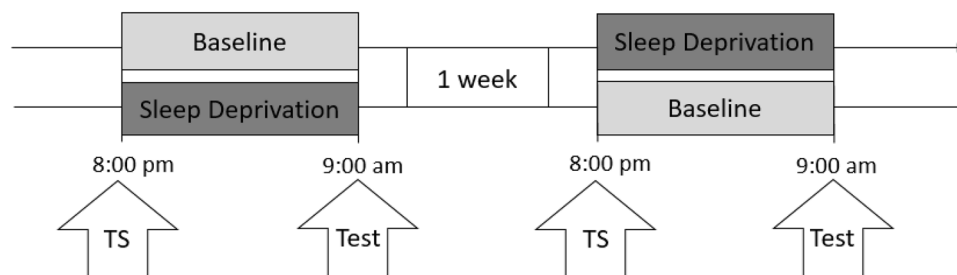 Baseline
Sleep Deprivation
Sleep Deprivation
1 week
Baseline
8:00 pm
9:00 am
8:00 pm
9:00 am
TS
Test
TS
Test